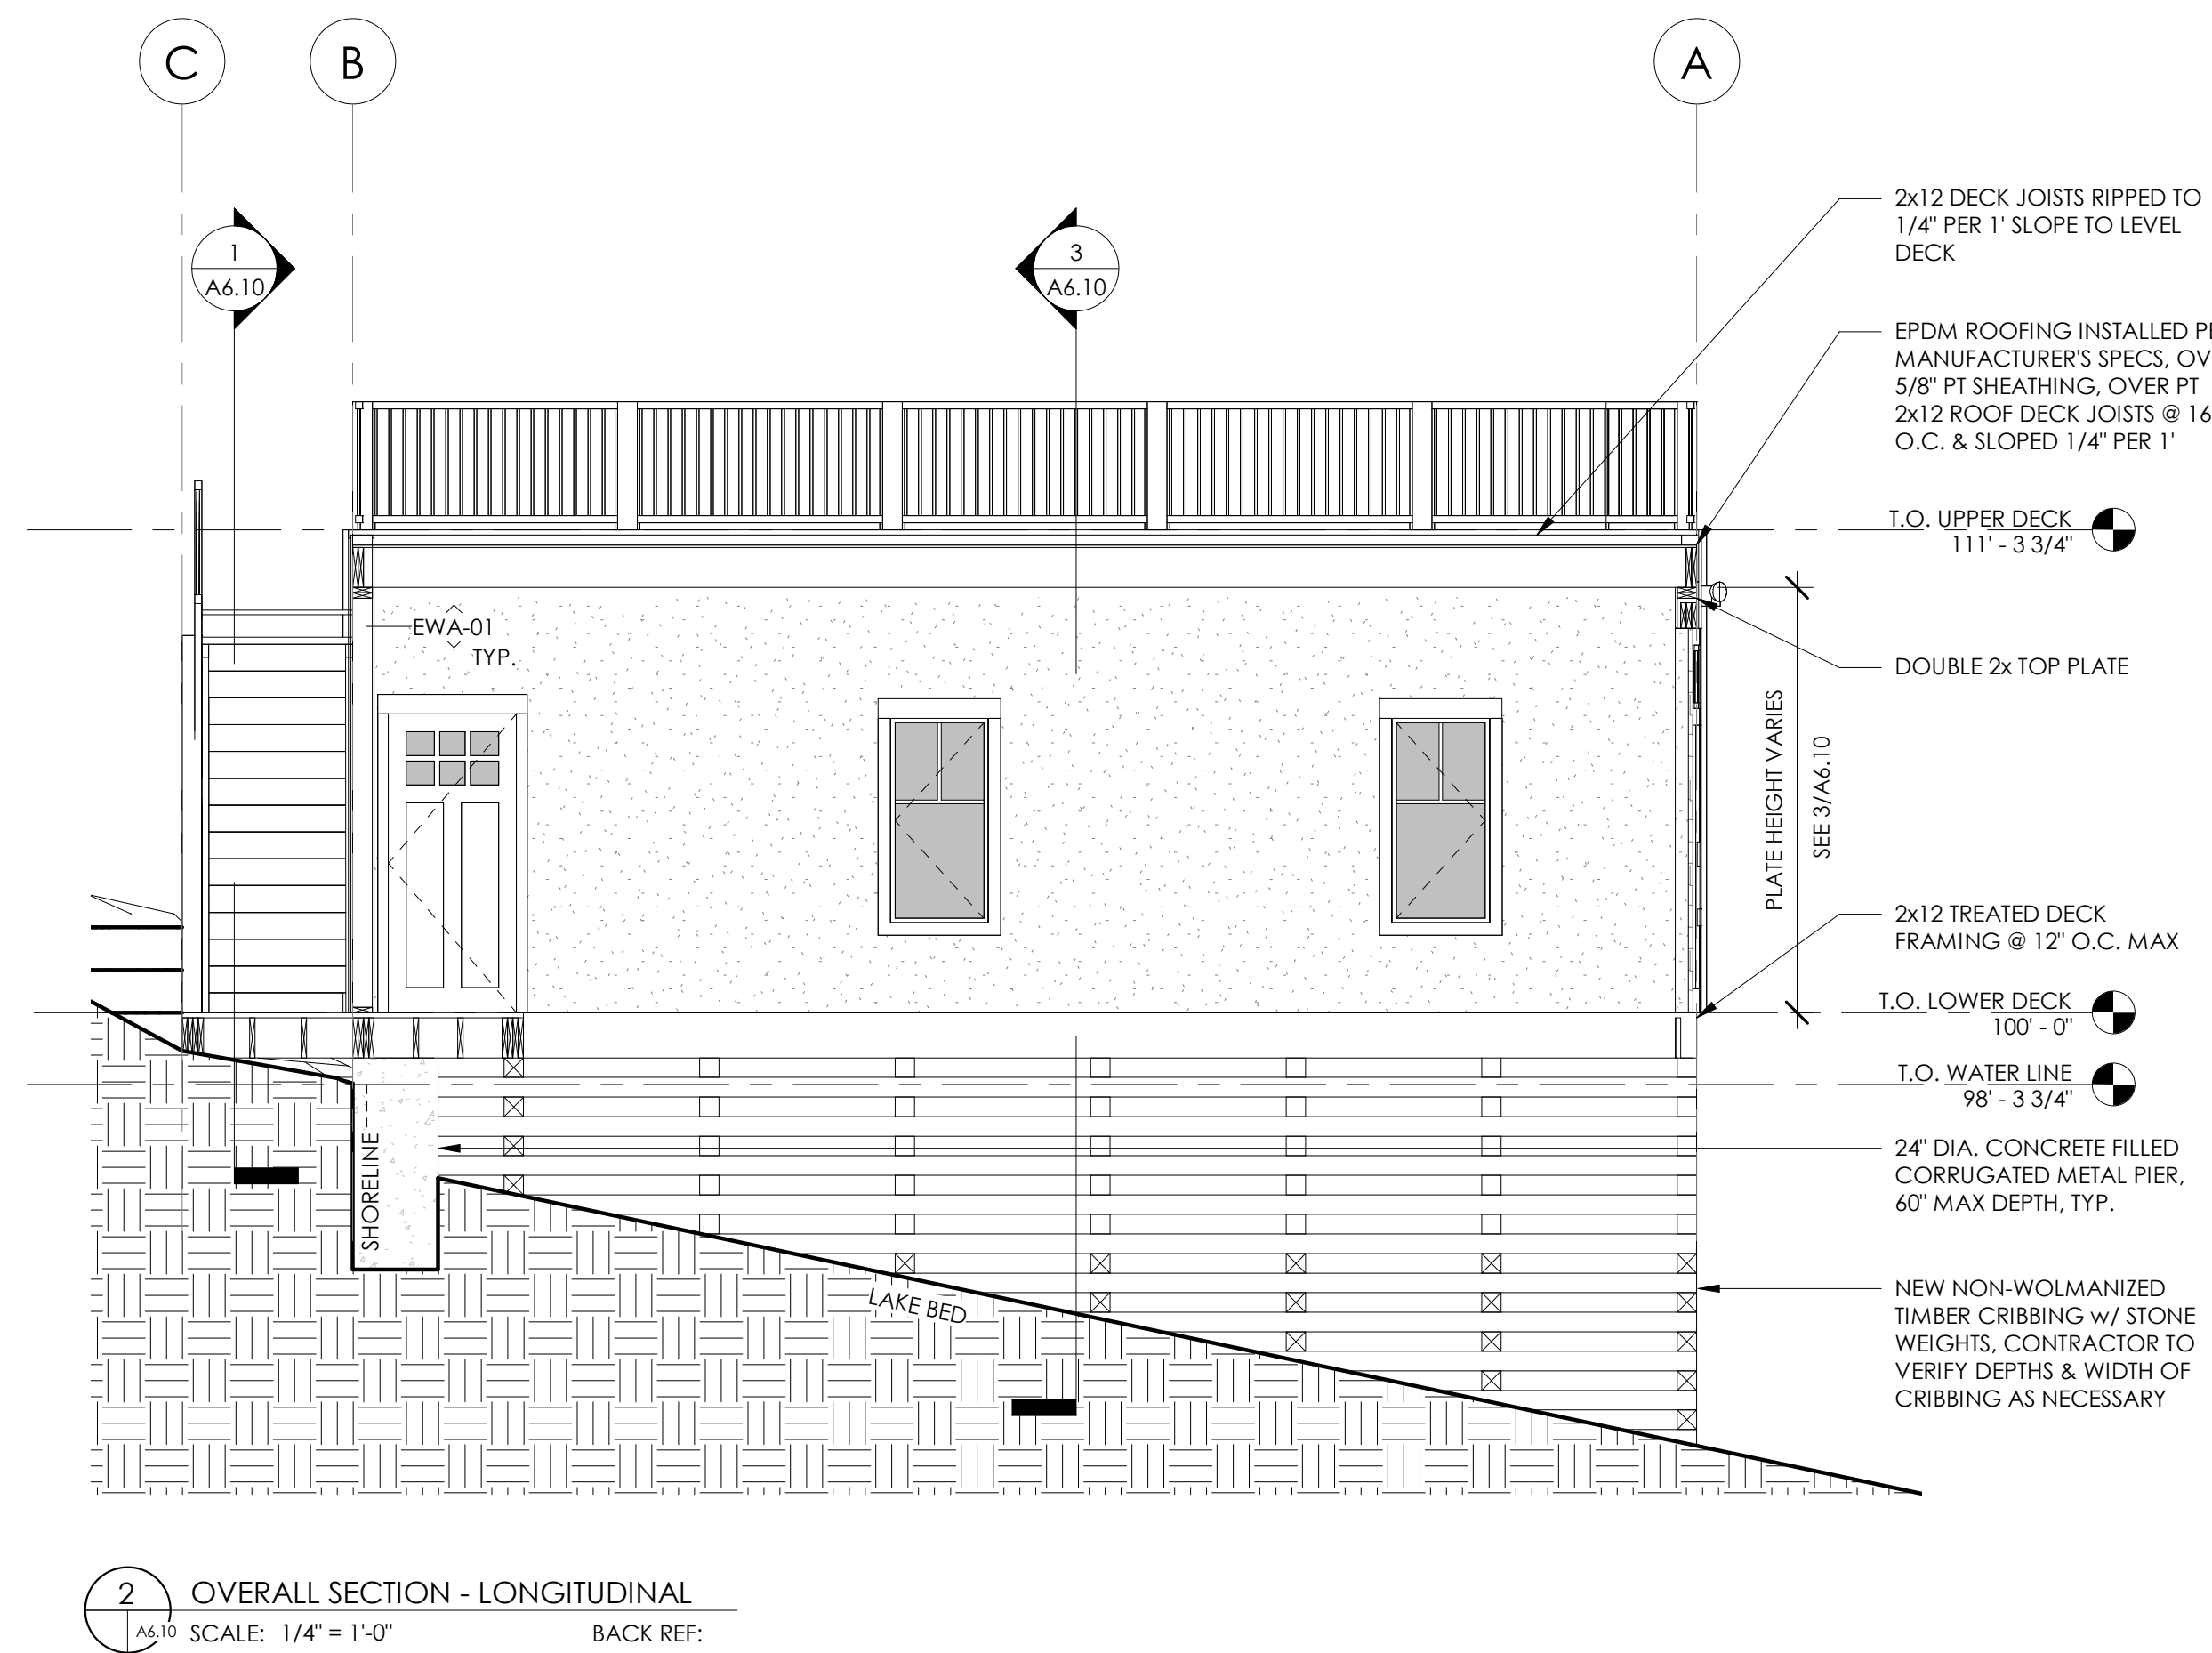 C
B
A
1
A6.10
3
A6.10
2x12 DECK JOISTS RIPPED TO
1/4" PER 1' SLOPE TO LEVEL
DECK
EPDM ROOFING INSTALLED
MANUFACTURER'S SPECS,
5/8" PT SHEATHING, OVER PT
2x12 ROOF DECK JOISTS @ 16
O.C. & SLOPED 1/4" PER 1'
T.O. UPPER DECK
111' - 3 3/4"
EWA-01
TYP.
DOUBLE 2x TOP PLATE
PLATE HEIGHT VARIES
SEE 3/A6.10
2x12 TREATED DECK
FRAMING @ 12" O.C. MAX
T.O. LOWER DECK
100' - 0"
T.O. WATER LINE
98' - 3 3/4"
SHORELINE
24" DIA. CONCRETE FILLED
CORRUGATED METAL PIER,
60" MAX DEPTH, TYP.
LAKE BED
NEW NON-WOLMANIZED
TIMBER CRIBBING w/ STONE
WEIGHTS, CONTRACTOR TO
VERIFY DEPTHS & WIDTH OF
CRIBBING AS NECESSARY
2
A6.10
OVERALL SECTION - LONGITUDINAL
SCALE: 1/4" = 1'-0"
BACK REF: